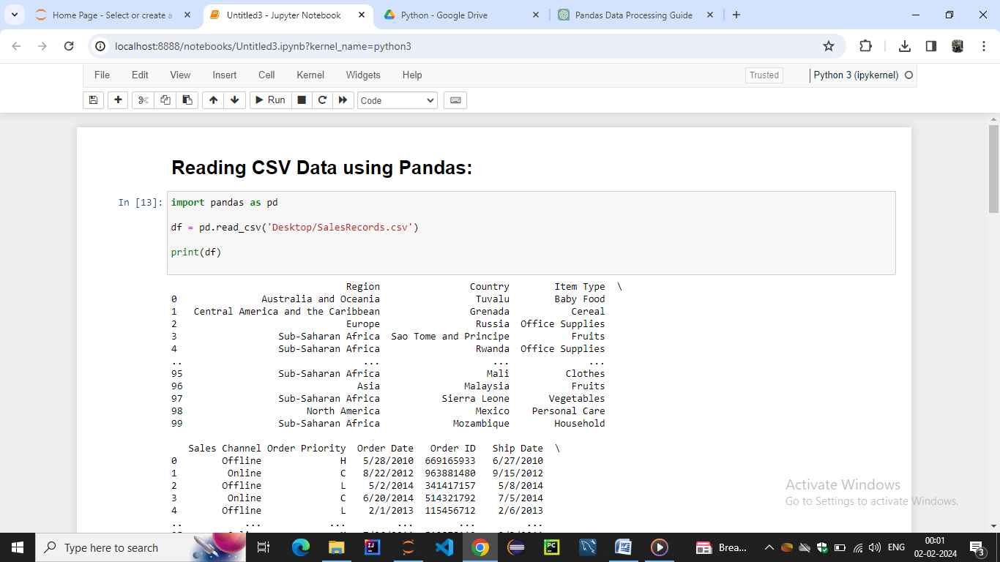 Home Page - Select or create a
Untitled3 - Jupyter Notebook
Python - Google Drive
Pandas Data Processing Guide
localhost:8888/notebooks/Untitled3.ipynb?kernel_name=python3
File Edit View Insert Cell Kernel Widgets Help
Trusted
Python 3 (ipykernel)
Run
Code
Reading CSV Data using Pandas:
In [13]: import pandas as pd
df = pd.read_csv('Desktop/SalesRecords.csv')
print(df)
Region Country Item Type \
0 Australia and Oceania Tuvalu Baby Food
1 Central America and the Caribbean Grenada Cereal
2 Europe Russia Office Supplies
3 Sub-Saharan Africa Sao Tome and Principe Fruits
4 Sub-Saharan Africa Rwanda Office Supplies
.. ... ... ...
95 Sub-Saharan Africa Mali Clothes
96 Asia Malaysia Fruits
97 Sub-Saharan Africa Sierra Leone Vegetables
98 North America Mexico Personal Care
99 Sub-Saharan Africa Mozambique Household
Sales Channel Order Priority Order Date Order ID Ship Date \
0 Offline H 5/28/2010 669165933 6/27/2010
1 Online C 8/22/2012 963881480 9/15/2012
2 Offline L 5/2/2014 341417157 5/8/2014
3 Online C 6/20/2014 514321792 7/5/2014
4 Offline L 2/1/2013 115456712 2/6/2013
.. ... ... ... ... ...
Activate Windows
Go to Settings to activate Windows.
Type here to search
Brea...
ENG
00:01
02-02-2024
3